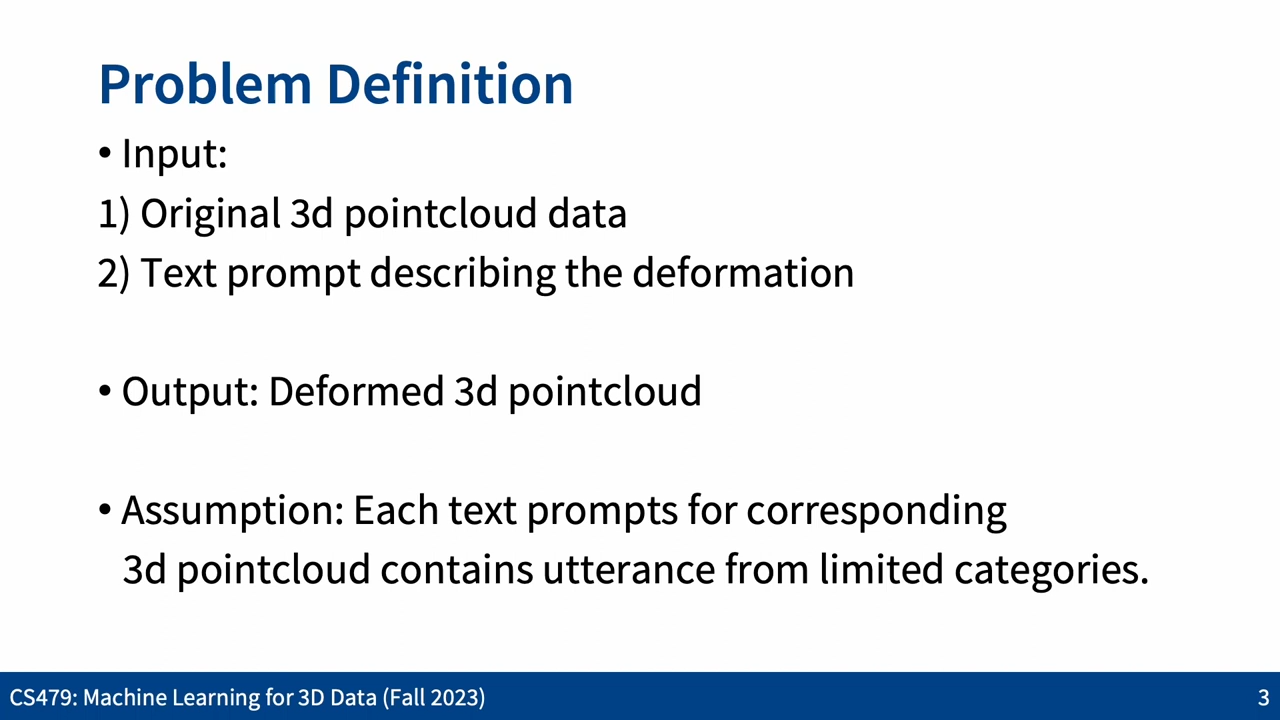 Problem Definition
• Input:
1) Original 3d pointcloud data
2) Text prompt describing the deformation
• Output: Deformed 3d pointcloud
• Assumption: Each text prompts for corresponding
3d pointcloud contains utterance from limited categories.
CS479: Machine Learning for 3D Data (Fall 2023)
3